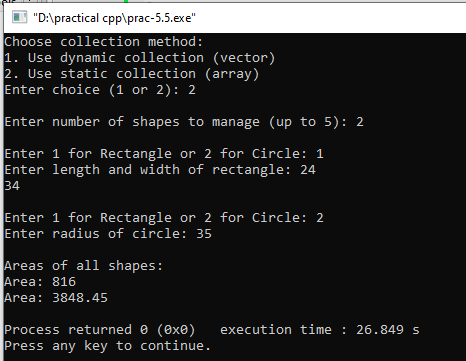 "D:\practical cpp\prac-5.5.exe"
Choose collection method:
1. Use dynamic collection (vector)
2. Use static collection (array)
Enter choice (1 or 2): 2
Enter number of shapes to manage (up to 5): 2
Enter 1 for Rectangle or 2 for Circle: 1
Enter length and width of rectangle: 24
34
Enter 1 for Rectangle or 2 for Circle: 2
Enter radius of circle: 35
Areas of all shapes:
Area: 816
Area: 3848.45
Process returned 0 (0x0)   execution time : 26.849 s
Press any key to continue.